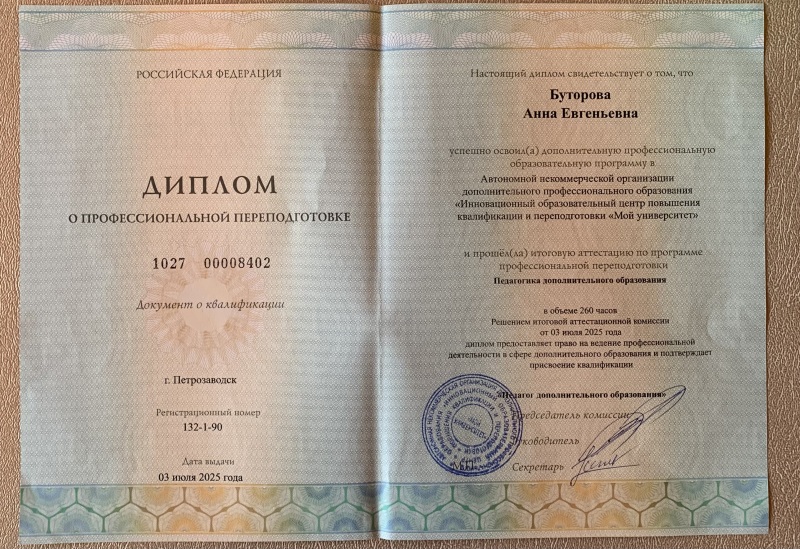 РОССИЙСКАЯ ФЕДЕРАЦИЯ
ДИПЛОМ
О ПРОФЕССИОНАЛЬНОЙ ПЕРЕПОДГОТОВКЕ
1027 00008402
Документ о квалификации
г. Петрозаводск
Регистрационный номер
132-1-90
Дата выдачи
03 июля 2025 года
Настоящий диплом свидетельствует о том, что
Буторова
Анна Евгеньевна
успешно освоил(а) дополнительную профессиональную
образовательную программу в
Автономной некоммерческой организации
дополнительного профессионального образования
«Инновационный образовательный центр повышения
квалификации и переподготовки «Мой университет»
и прошёл(ла) итоговую аттестацию по программе
профессиональной переподготовки
Педагогика дополнительного образования
в объеме 260 часов
Решением итоговой аттестационной комиссии
от 03 июля 2025 года
диплом предоставляет право на ведение профессиональной
деятельности в сфере дополнительного образования и подтверждает
присвоение квалификации
«Педагог дополнительного образования»
Председатель комиссии
Руководитель
М.П.
Секретарь